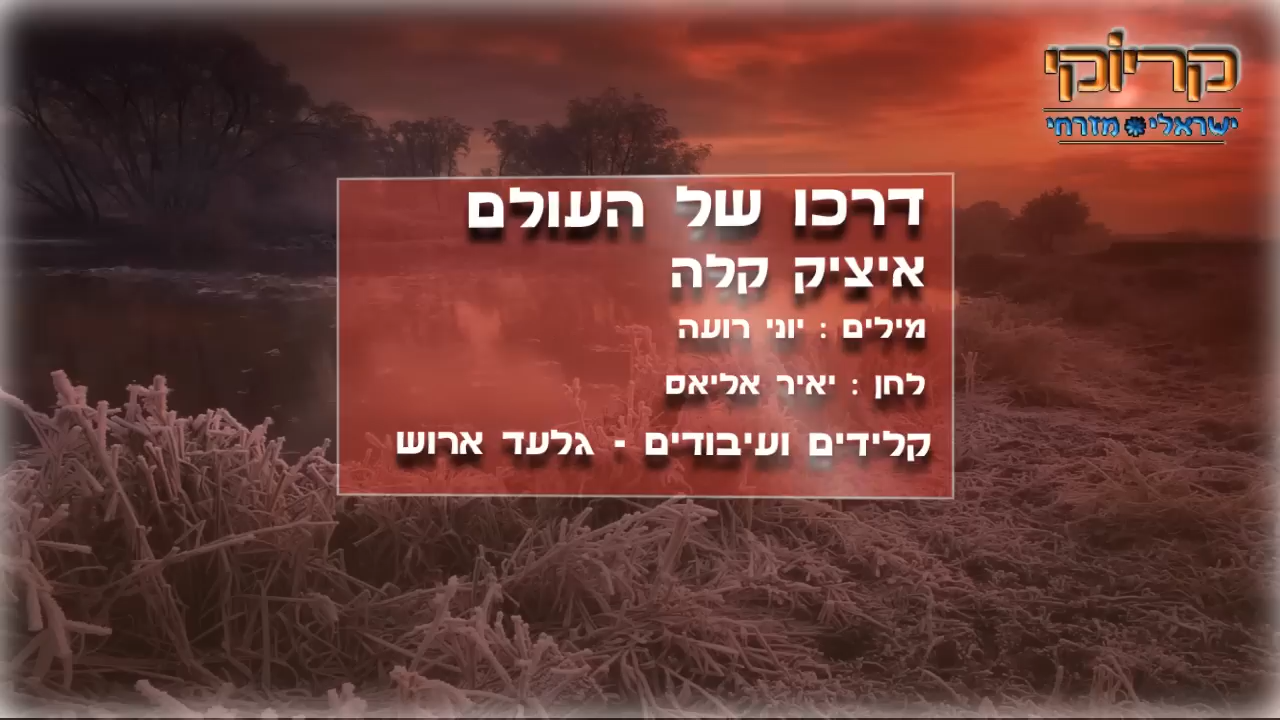 קריוקי
ישראלי * מזרחי
דרכו של העולם
איציק קלה
מילים : יוני רועה
לחן : יאיר אליאס
קלידים ועיבודים - גלעד ארוש